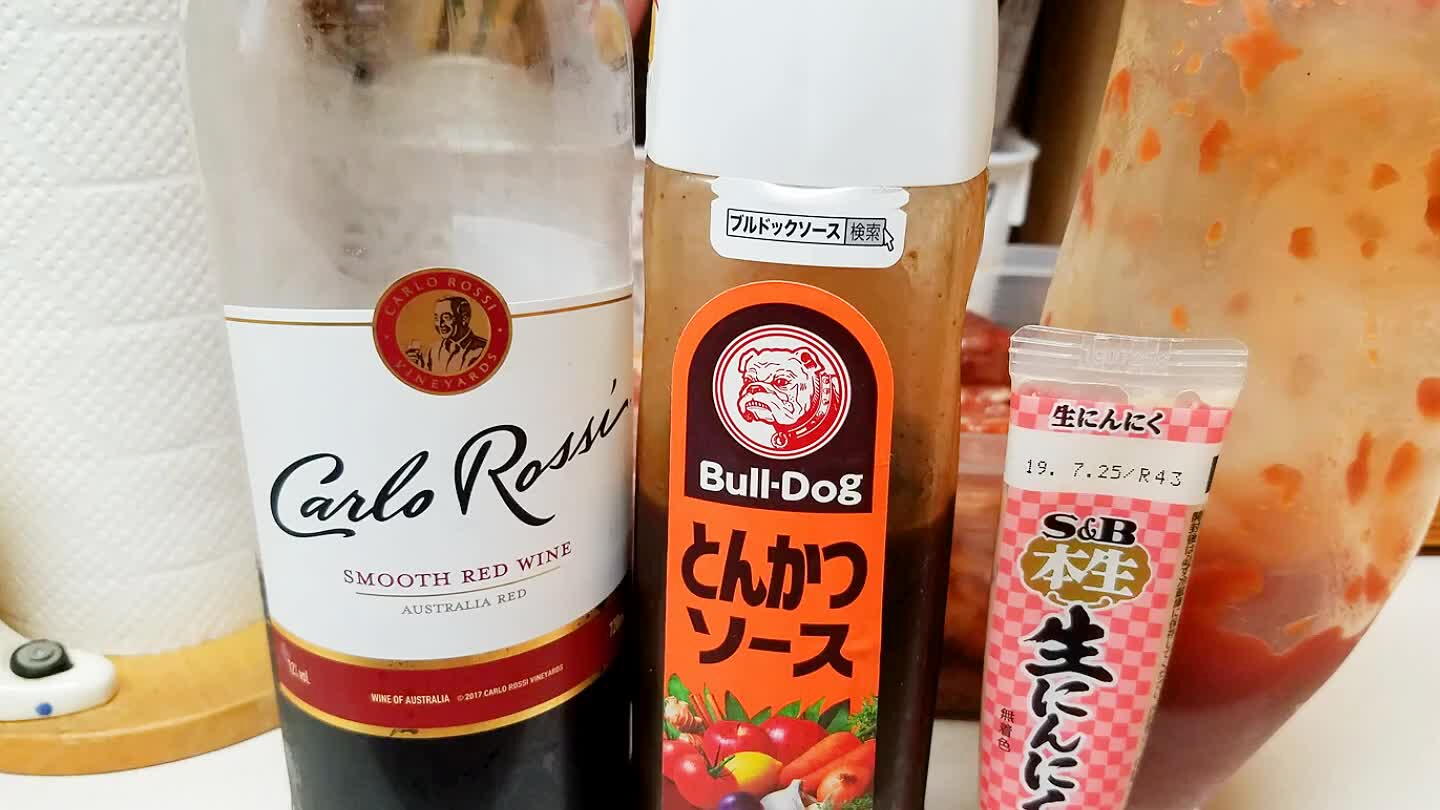 CARLO ROSSI
VINEYARDS
Carlo Rossi
SMOOTH RED WINE
AUSTRALIA RED
WINE OF AUSTRALIA © 2017 CARLO ROSSI VINEYARDS
ブルドックソース 検索
Bull-Dog
とんかつ
ソース
生にんにく
19. 7.25/R43
S&B
本生
生にんにく
無着色